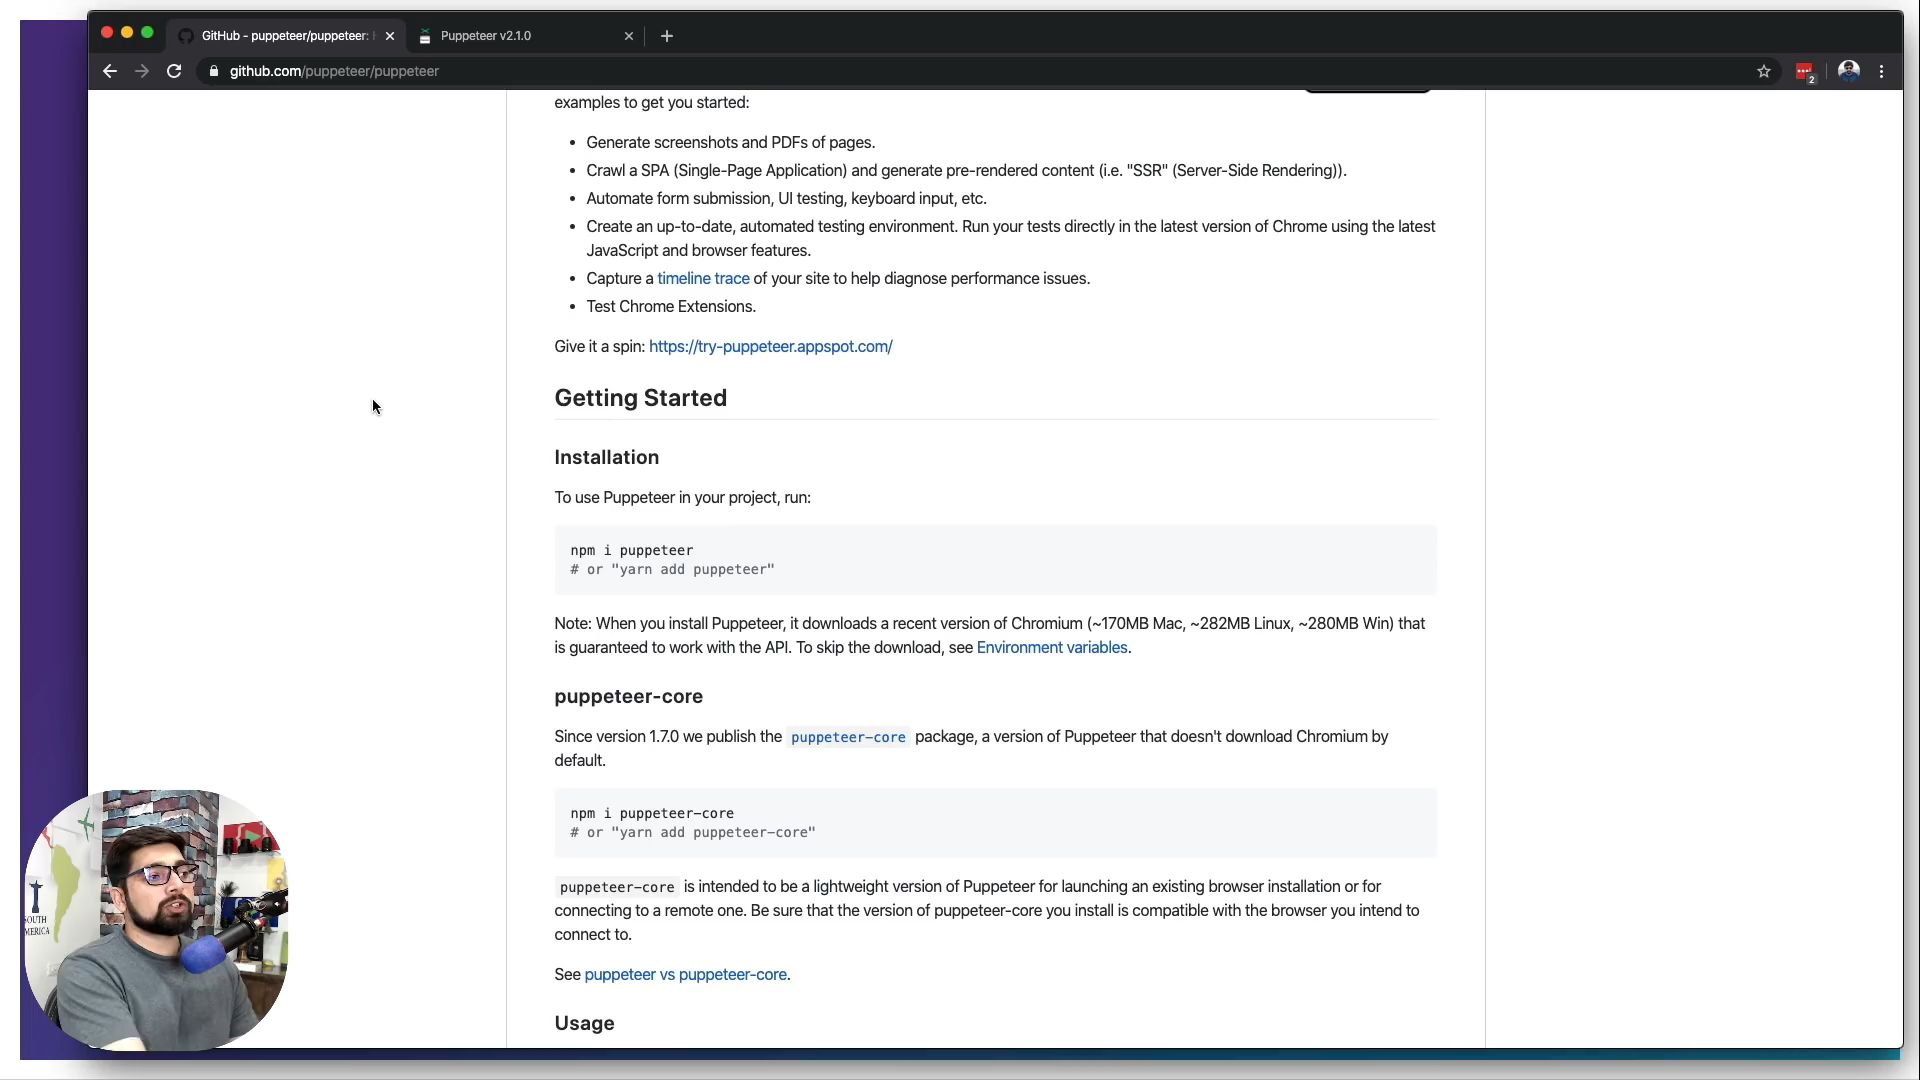 GitHub - puppeteer/puppeteer:
Puppeteer v2.1.0
github.com/puppeteer/puppeteer
2
examples to get you started:
• Generate screenshots and PDFs of pages.
• Crawl a SPA (Single-Page Application) and generate pre-rendered content (i.e. "SSR" (Server-Side Rendering)).
• Automate form submission, UI testing, keyboard input, etc.
• Create an up-to-date, automated testing environment. Run your tests directly in the latest version of Chrome using the latest
JavaScript and browser features.
• Capture a timeline trace of your site to help diagnose performance issues.
• Test Chrome Extensions.
Give it a spin: https://try-puppeteer.appspot.com/
Getting Started
Installation
To use Puppeteer in your project, run:
npm i puppeteer
# or "yarn add puppeteer"
Note: When you install Puppeteer, it downloads a recent version of Chromium (~170MB Mac, ~282MB Linux, ~280MB Win) that
is guaranteed to work with the API. To skip the download, see Environment variables.
puppeteer-core
Since version 1.7.0 we publish the puppeteer-core package, a version of Puppeteer that doesn't download Chromium by
default.
npm i puppeteer-core
# or "yarn add puppeteer-core"
puppeteer-core is intended to be a lightweight version of Puppeteer for launching an existing browser installation or for
connecting to a remote one. Be sure that the version of puppeteer-core you install is compatible with the browser you intend to
connect to.
See puppeteer vs puppeteer-core.
Usage
SOUTH
MERICA